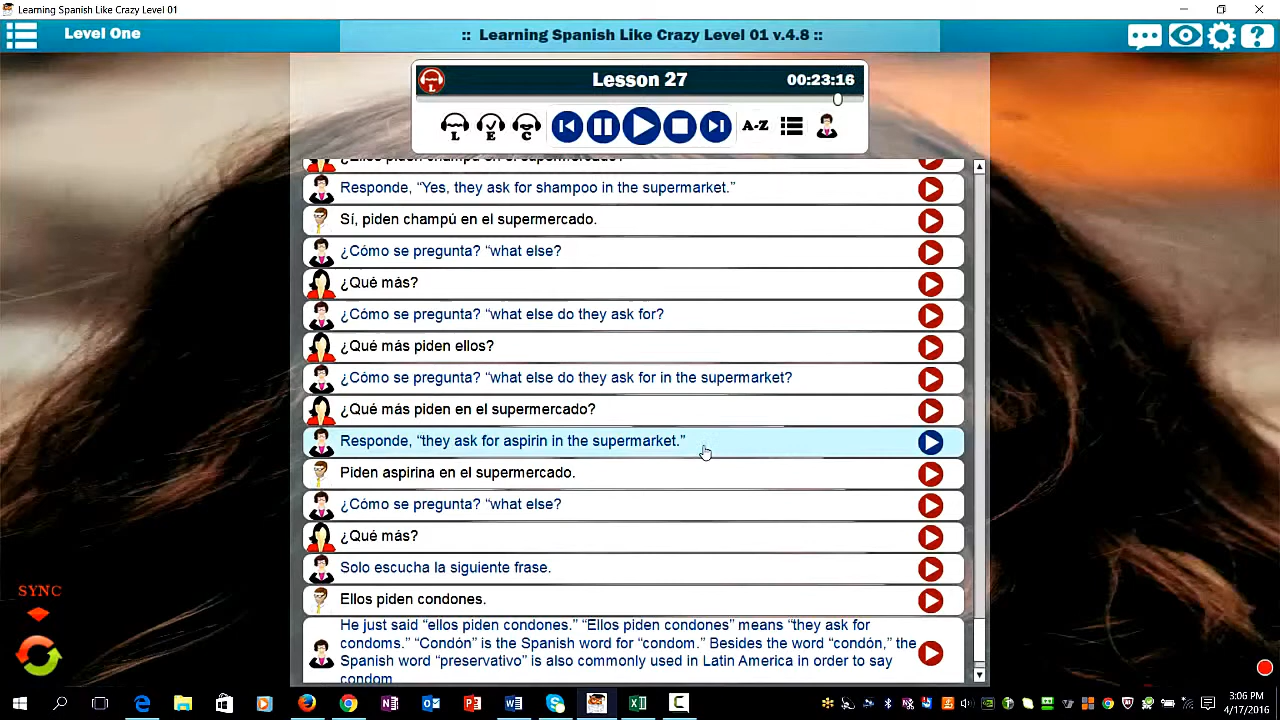 Learning Spanish Like Crazy Level 01
Level One
:: Learning Spanish Like Crazy Level 01 v.4.8 ::
L Lesson 27 00:23:16
L E C A-Z
Responde, “Yes, they ask for shampoo in the supermarket.”
Sí, piden champú en el supermercado.
¿Cómo se pregunta? “what else?
¿Qué más?
¿Cómo se pregunta? “what else do they ask for?
¿Qué más piden ellos?
¿Cómo se pregunta? “what else do they ask for in the supermarket?
¿Qué más piden en el supermercado?
Responde, “they ask for aspirin in the supermarket.”
Piden aspirina en el supermercado.
¿Cómo se pregunta? “what else?
¿Qué más?
Solo escucha la siguiente frase.
SYNC
Ellos piden condones.
He just said “ellos piden condones.” “Ellos piden condones” means “they ask for
condoms.” “Condón” is the Spanish word for “condom.” Besides the word “condón,” the
Spanish word “preservativo” is also commonly used in Latin America in order to say
condom
3:06 PM
4/17/2016